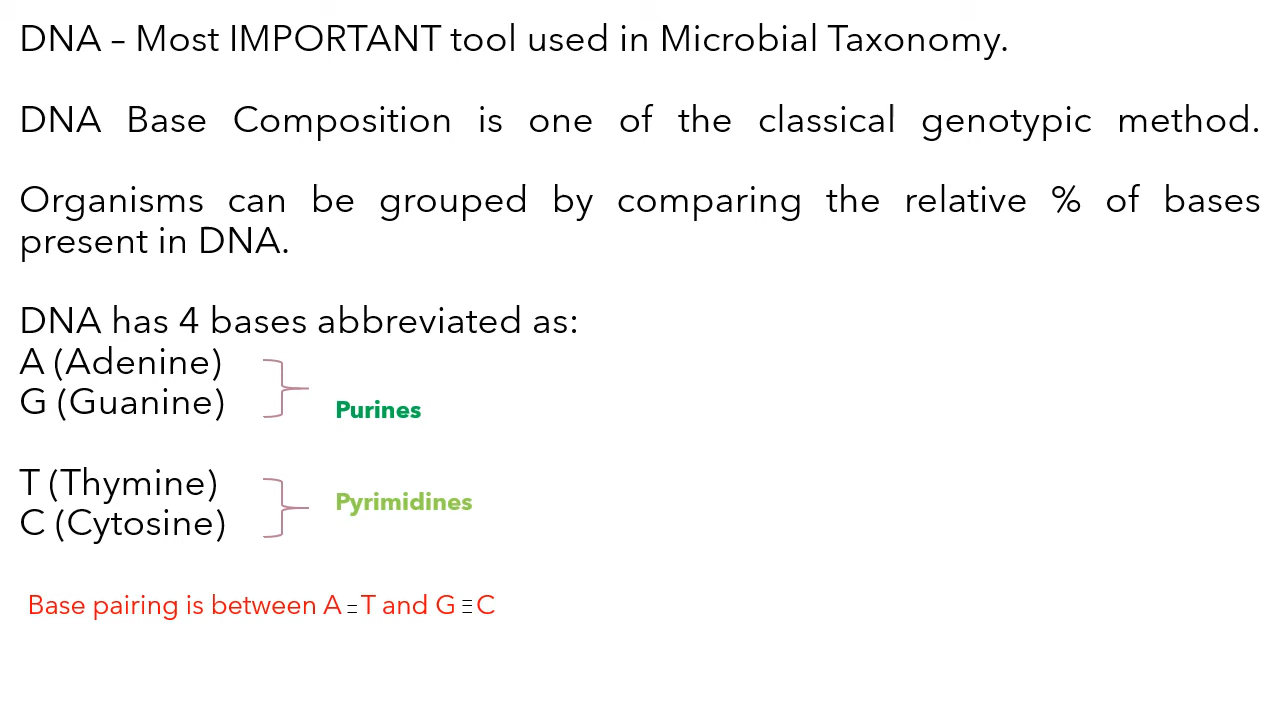 DNA – Most IMPORTANT tool used in Microbial Taxonomy.
DNA Base Composition is one of the classical genotypic method.
Organisms can be grouped by comparing the relative % of bases
present in DNA.
DNA has 4 bases abbreviated as:
A (Adenine)
G (Guanine)
Purines
T (Thymine)
C (Cytosine)
Pyrimidines
Base pairing is between A = T and G ≡ C